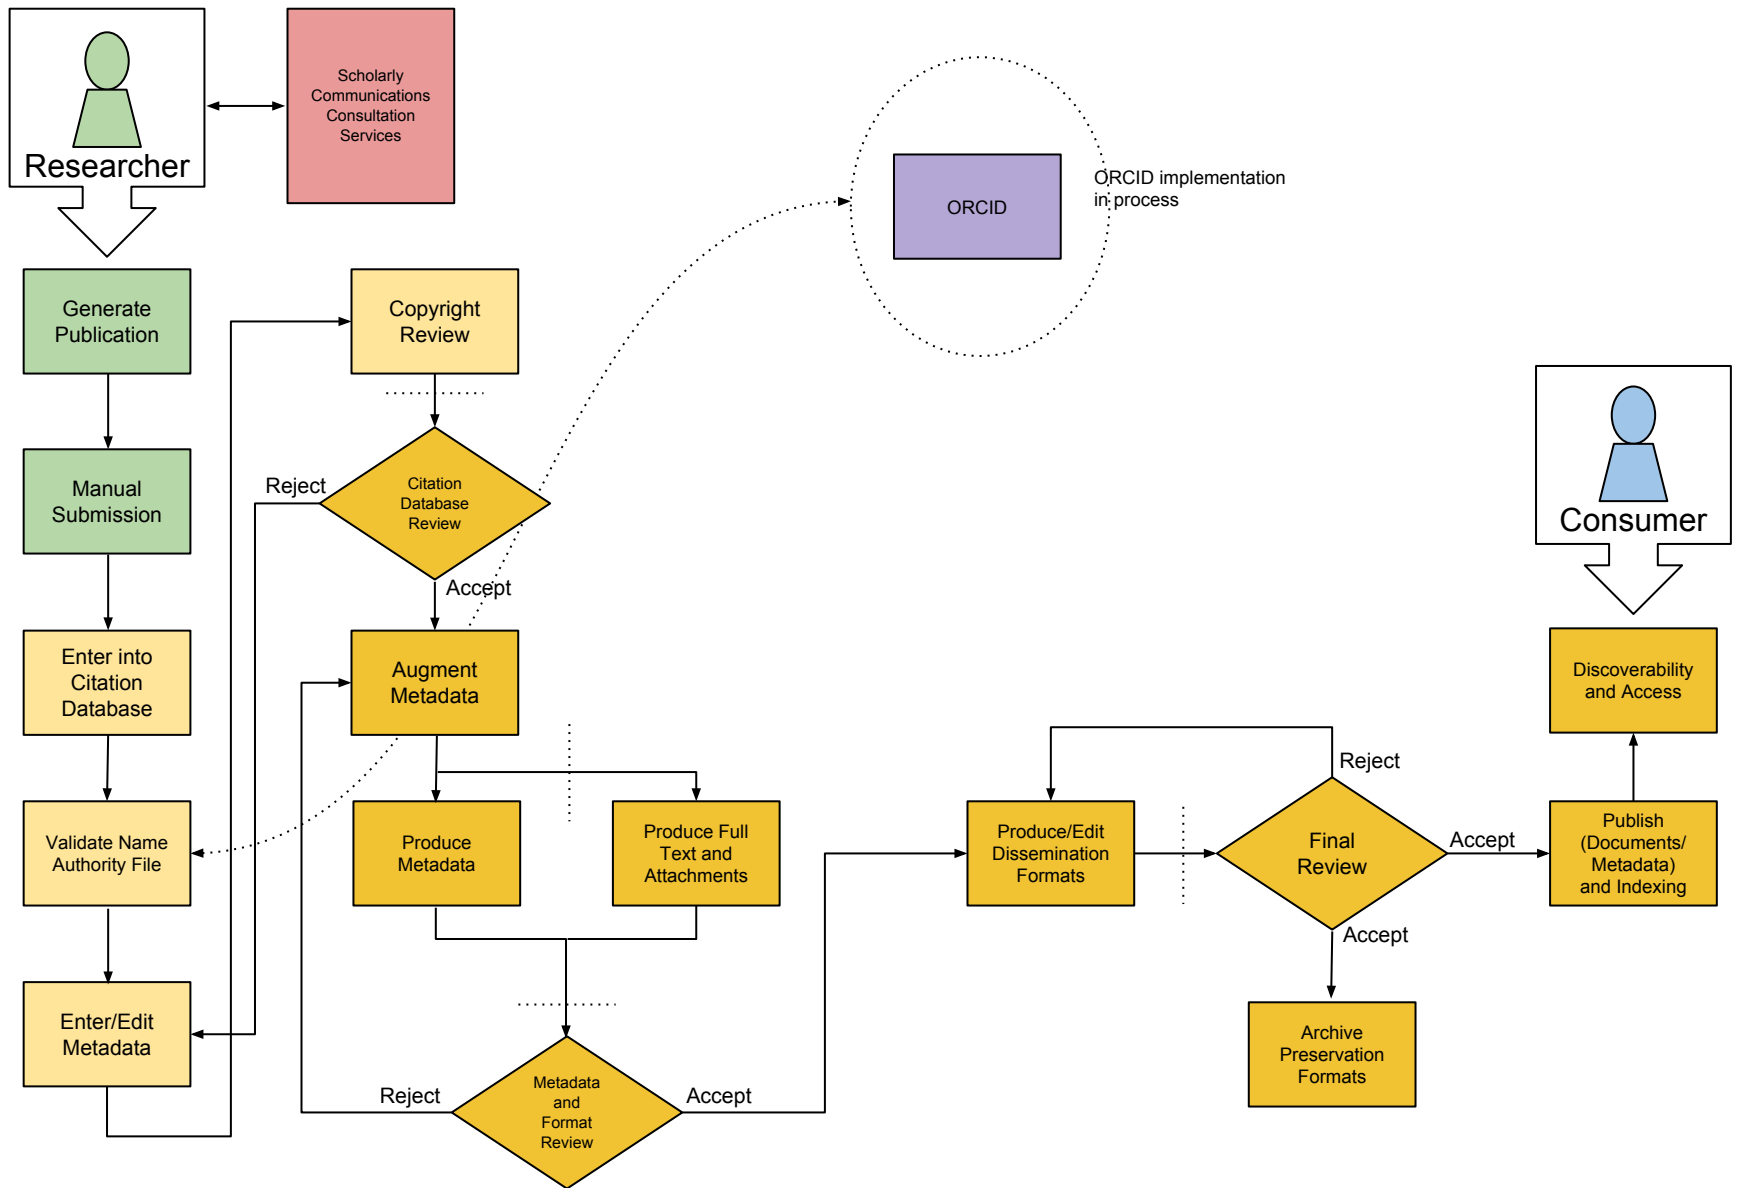 Researcher
Scholarly
Communications
Consultation
Services
ORCID
ORCID implementation
in process
Generate
Publication
Manual
Submission
Enter into
Citation
Database
Validate Name
Authority File
Enter/Edit
Metadata
Copyright
Review
Reject
Citation
Database
Review
Accept
Augment
Metadata
Produce
Metadata
Produce Full
Text and
Attachments
Reject
Metadata
and
Format
Review
Accept
Produce/Edit
Dissemination
Formats
Reject
Final
Review
Accept
Accept
Archive
Preservation
Formats
Publish
(Documents/
Metadata)
and Indexing
Discoverability
and Access
Consumer